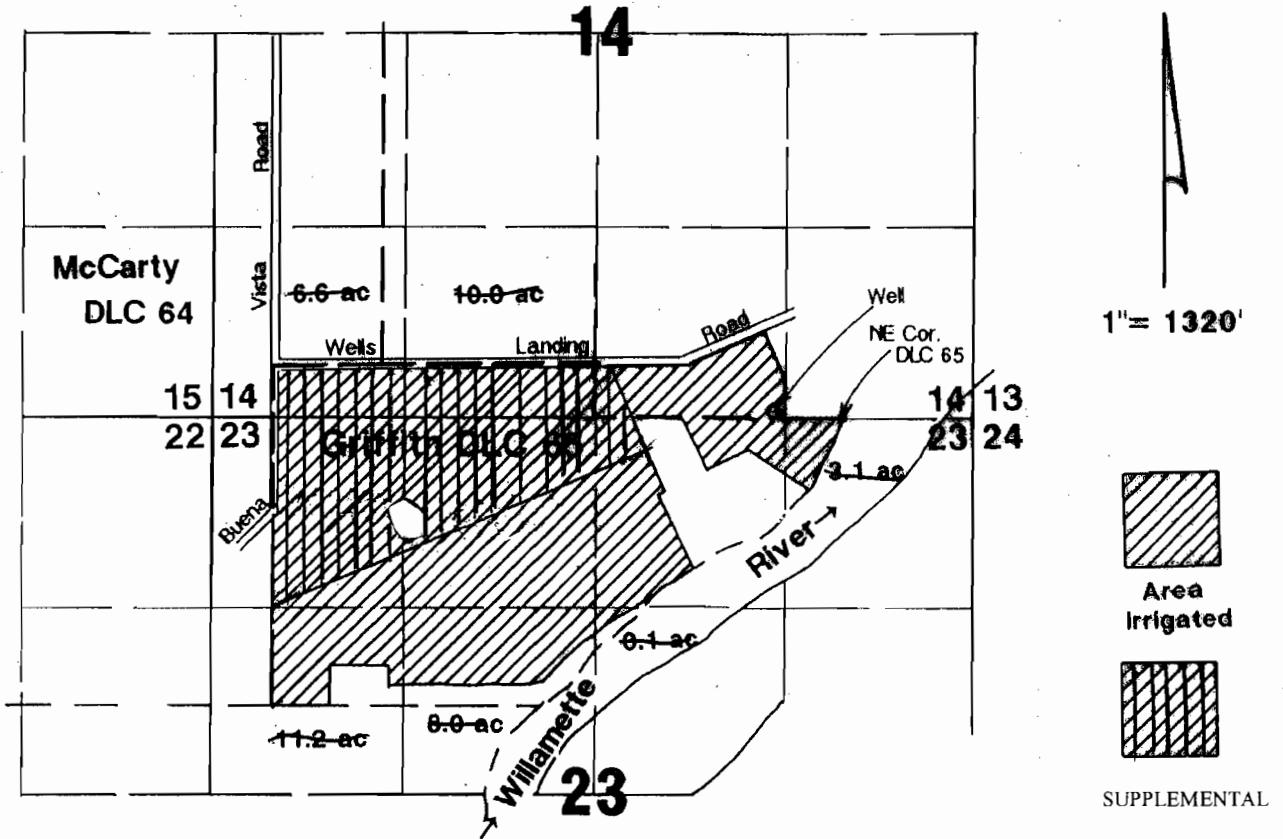 14
Road
Vista
McCarty
DLC 64
6.6 ac
10.0 ac
Well
NE Cor.
DLC 65
1"= 1320'
Wells
Landing
Road
15 14
22 23
14 13
23 24
Griffith DLC 65
3.1 ac
Buena
River
Area
Irrigated
0.1 ac
Willamette
8.0 ac
11.2 ac
23
SUPPLEMENTAL